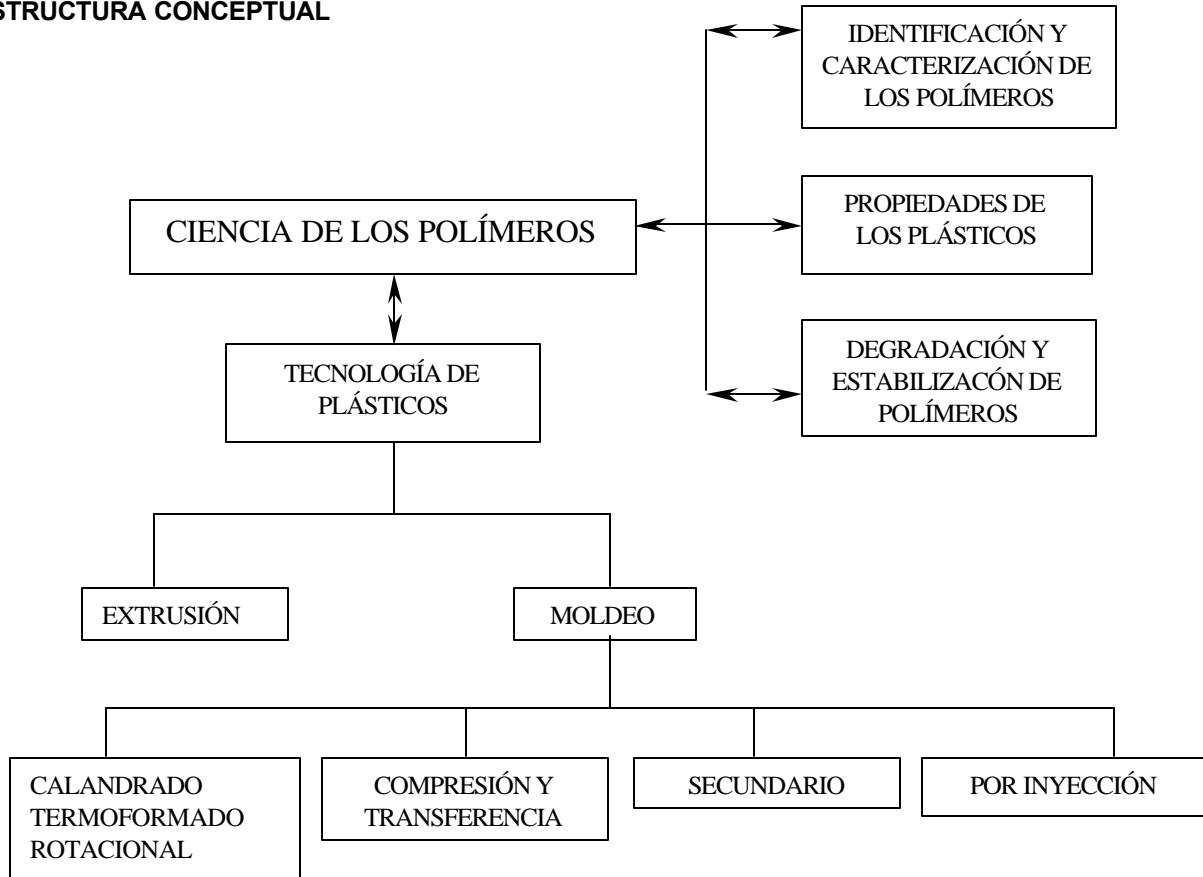 STRUCTURA CONCEPTUAL
IDENTIFICACIÓN Y
CARACTERIZACIÓN DE
LOS POLÍMEROS
CIENCIA DE LOS POLÍMEROS
PROPIEDADES DE
LOS PLÁSTICOS
TECNOLOGÍA DE
PLÁSTICOS
DEGRADACIÓN Y
ESTABILIZACÓN DE
POLÍMEROS
EXTRUSIÓN
MOLDEO
CALANDRADO
TERMOFORMADO
ROTACIONAL
COMPRESIÓN Y
TRANSFERENCIA
SECUNDARIO
POR INYECCIÓN